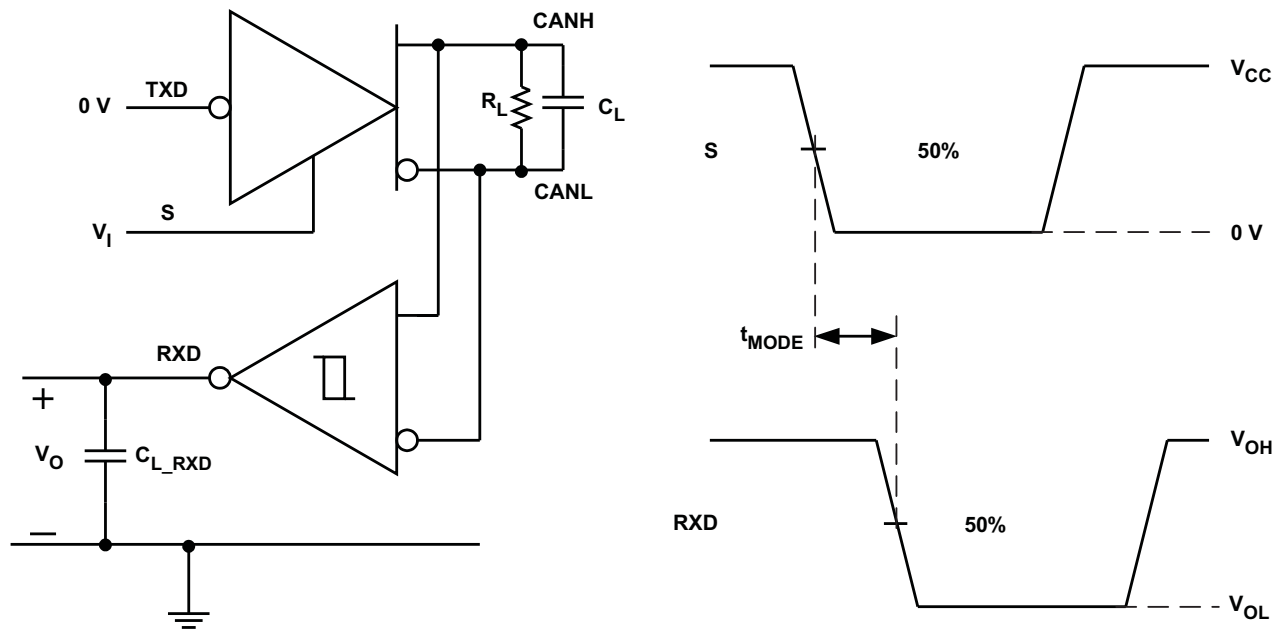 CANH
TXD
0 V
R_L
C_L
CANL
S
V_I
RXD
+
V_O
C_L_RXD
−
V_CC
S
50%
0 V
t_MODE
V_OH
RXD
50%
V_OL